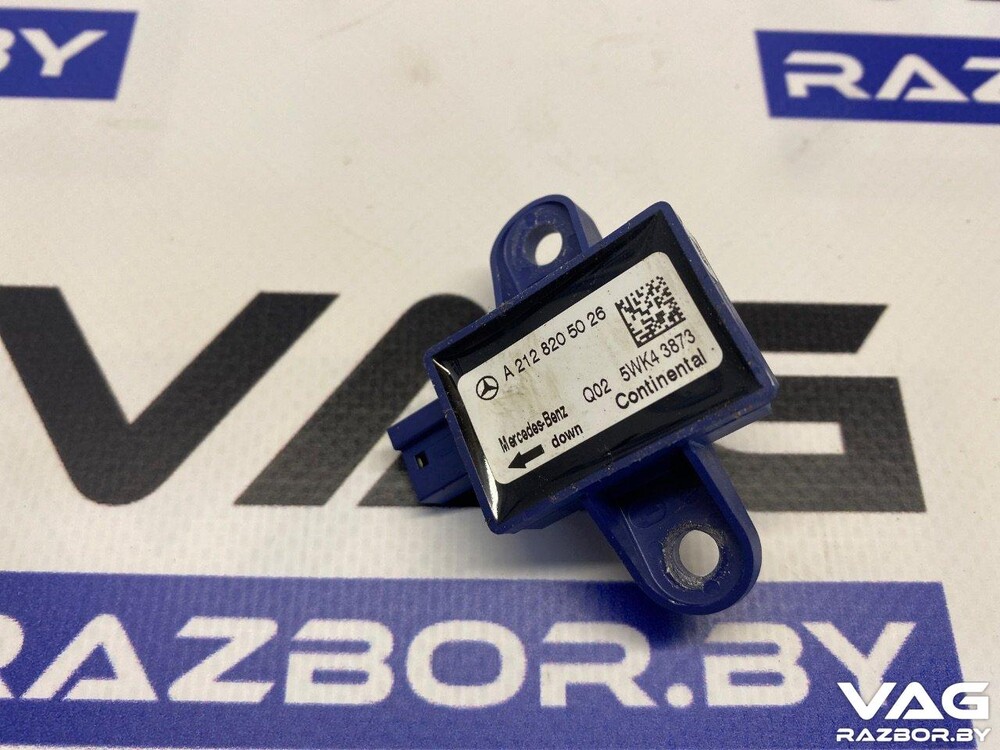 BY
RAZ
VAG
A 212 820 50 26
Q02 5WK4 3873
Mercedes-Benz Continental
down
RAZBOR.BY
VAG
RAZBOR.BY